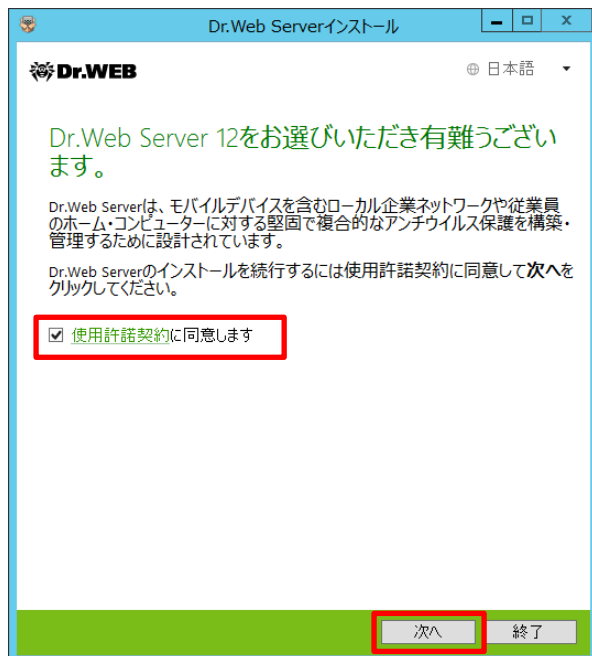 Dr.Web Serverインストール
Dr.WEB
日本語
Dr.Web Server 12をお選びいただき有難うござい
ます。
Dr.Web Serverは、モバイルデバイスを含むローカル企業ネットワークや従業員
のホーム・コンピューターに対する堅固で複合的なアンチウイルス保護を構築・
管理するために設計されています。
Dr.Web Serverのインストールを続行するには使用許諾契約に同意して次へを
クリックしてください。
使用許諾契約に同意します
次へ
終了